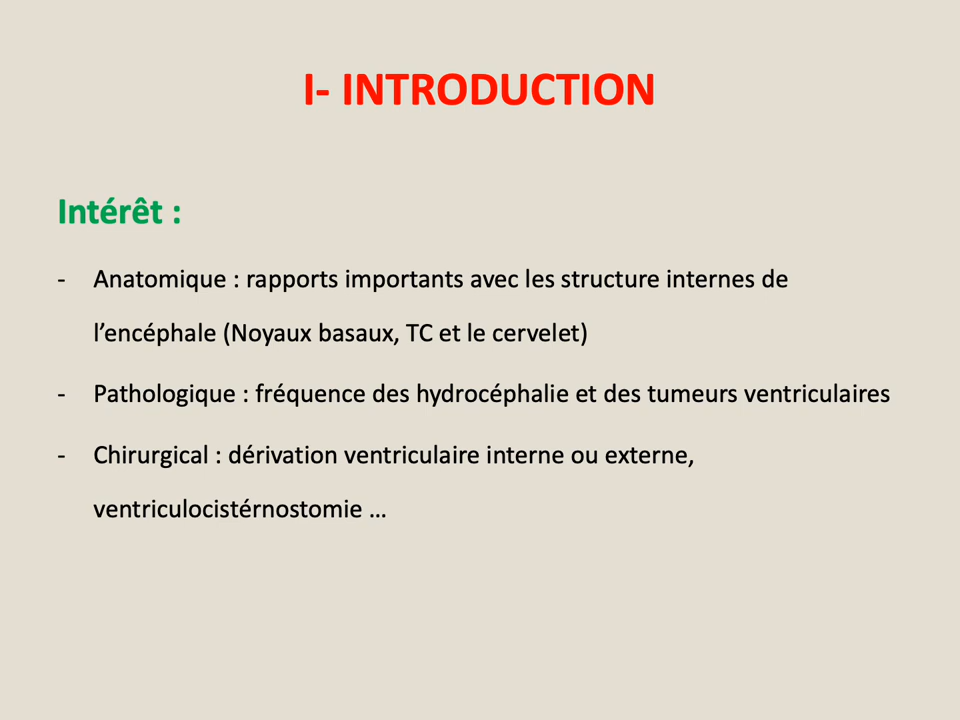 I- INTRODUCTION
Intérêt :
- Anatomique : rapports importants avec les structure internes de
l’encéphale (Noyaux basaux, TC et le cervelet)
- Pathologique : fréquence des hydrocéphalie et des tumeurs ventriculaires
- Chirurgical : dérivation ventriculaire interne ou externe,
ventriculocistérnostomie …